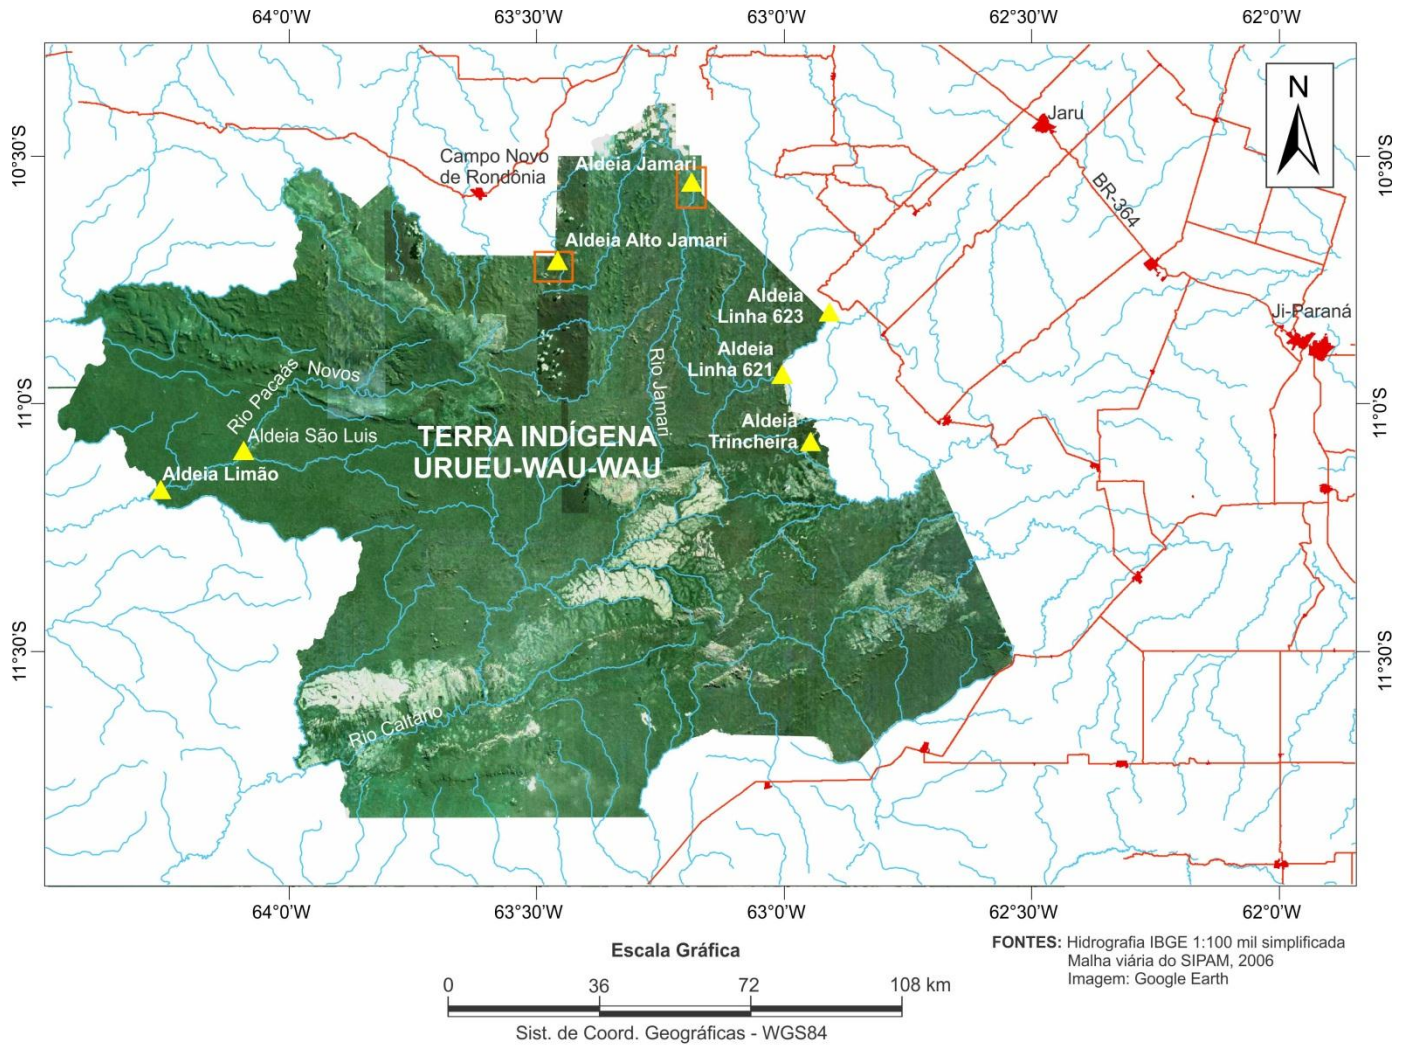 64°0'W
63°30'W
63°0'W
62°30'W
62°0'W
N
Jaru
10°30'S
10°30'S
Campo Novo
de Rondônia
Aldeia Jamari
BR-364
Aldeia Alto Jamari
Aldeia
Linha 623
Ji-Paraná
Aldeia
Linha 621
Rio Jamari
Rio Pacaás Novos
11°0'S
11°0'S
Aldeia São Luis
Aldeia
Trincheira
TERRA INDÍGENA
URUEU-WAU-WAU
Aldeia Limão
11°30'S
11°30'S
Rio Caltário
64°0'W
63°30'W
63°0'W
62°30'W
62°0'W
Escala Gráfica
0
36
72
108 km
Sist. de Coord. Geográficas - WGS84
FONTES: Hidrografia IBGE 1:100 mil simplificada
Malha viária do SIPAM, 2006
Imagem: Google Earth